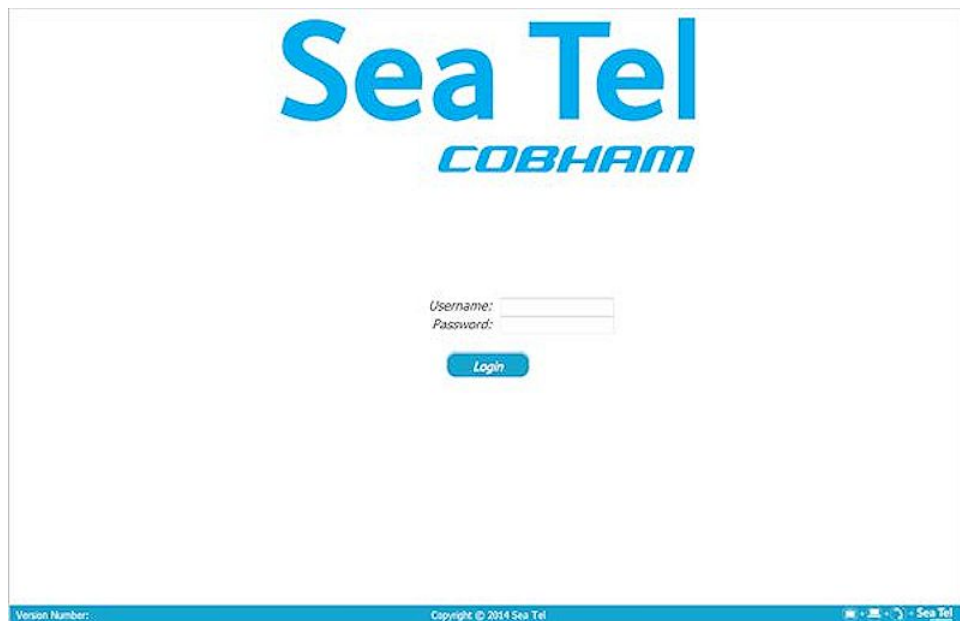 Sea Tel
COBHAM
Username:
Password:
Login
Version Number:
Copyright © 2014 Sea Tel
+ + = Sea Tel